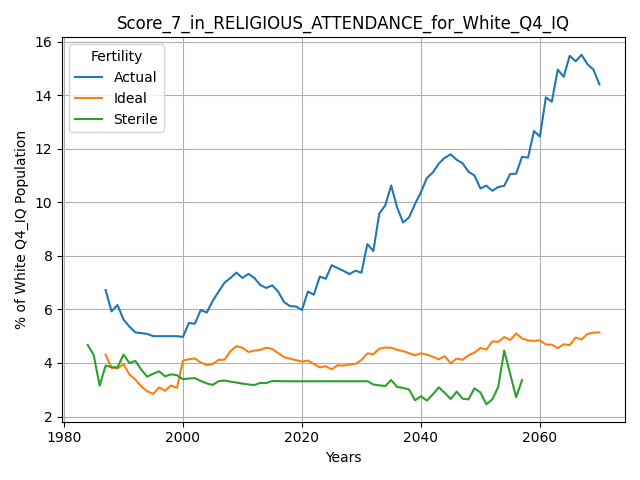 Score_7_in_RELIGIOUS_ATTENDANCE_for_White_Q4_IQ
Fertility
Actual
Ideal
Sterile
% of White Q4_IQ Population
16
14
12
10
8
6
4
2
1980
2000
2020
2040
2060
Years